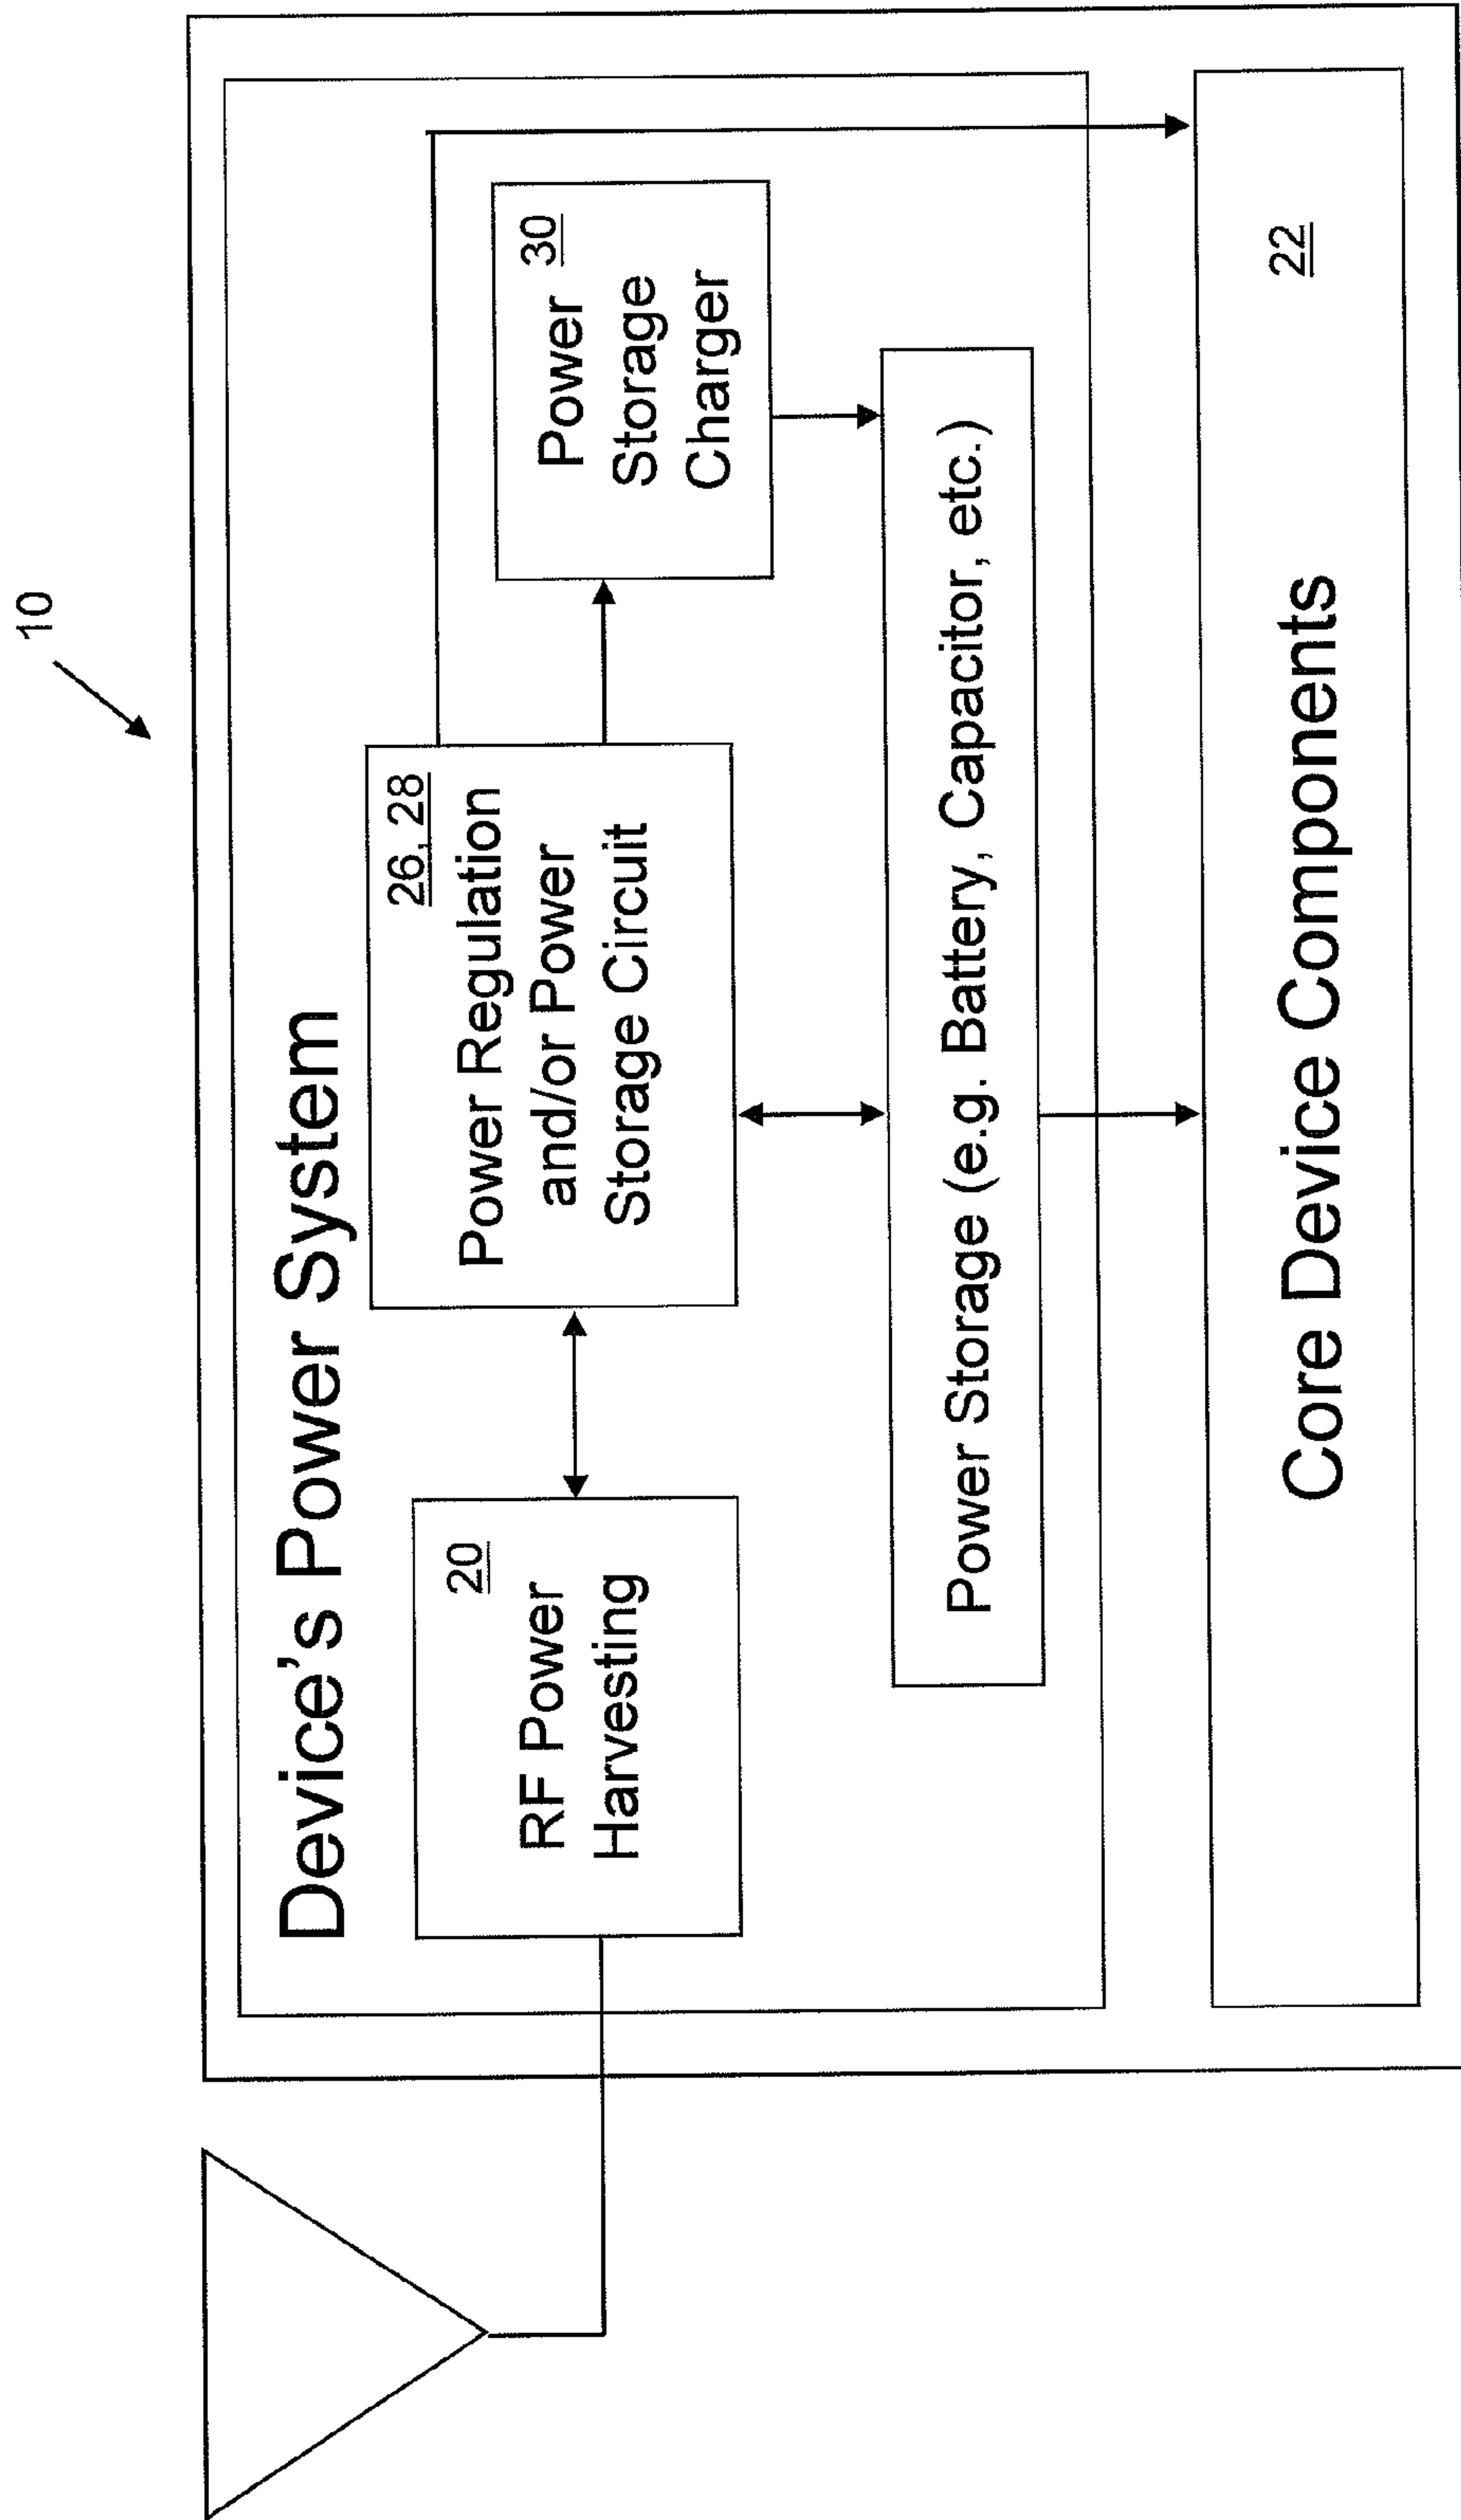 10
Device's Power System
20
RF Power
Harvesting
26, 28
Power Regulation
and/or Power
Storage Circuit
30
Power
Storage
Charger
Power Storage (e.g. Battery, Capacitor, etc.)
22
Core Device Components